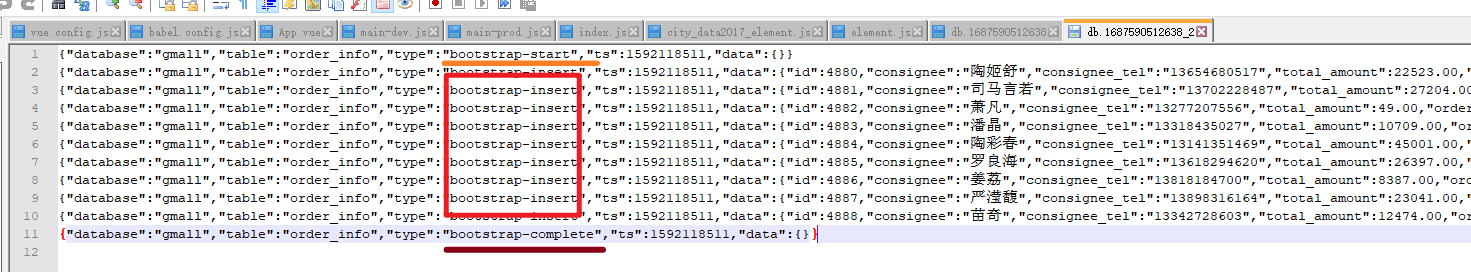 vue.config.js babel.config.js App.vue main-dev.js main-prod.js index.js city_data2017_element.js element.js db.1687590512638 db.1687590512638_2
1 {"database":"gmall","table":"order_info","type":"bootstrap-start","ts":1592118511,"data":{}}
2 {"database":"gmall","table":"order_info","type":"bootstrap-insert","ts":1592118511,"data":{"id":4880,"consignee":"陶姬舒","consignee_tel":"13654680517","total_amount":22523.00,"
3 {"database":"gmall","table":"order_info","type":"bootstrap-insert","ts":1592118511,"data":{"id":4881,"consignee":"司马言若","consignee_tel":"13702228487","total_amount":27204.00
4 {"database":"gmall","table":"order_info","type":"bootstrap-insert","ts":1592118511,"data":{"id":4882,"consignee":"萧凡","consignee_tel":"13277207556","total_amount":49.00,"order
5 {"database":"gmall","table":"order_info","type":"bootstrap-insert","ts":1592118511,"data":{"id":4883,"consignee":"潘晶","consignee_tel":"13318435027","total_amount":10709.00,"or
6 {"database":"gmall","table":"order_info","type":"bootstrap-insert","ts":1592118511,"data":{"id":4884,"consignee":"陶彩春","consignee_tel":"13141351469","total_amount":45001.00,"
7 {"database":"gmall","table":"order_info","type":"bootstrap-insert","ts":1592118511,"data":{"id":4885,"consignee":"罗良海","consignee_tel":"13618294620","total_amount":26397.00,"
8 {"database":"gmall","table":"order_info","type":"bootstrap-insert","ts":1592118511,"data":{"id":4886,"consignee":"姜荔","consignee_tel":"13818184700","total_amount":8387.00,"ord
9 {"database":"gmall","table":"order_info","type":"bootstrap-insert","ts":1592118511,"data":{"id":4887,"consignee":"严滢馥","consignee_tel":"13898316164","total_amount":23041.00,"
10 {"database":"gmall","table":"order_info","type":"bootstrap-insert","ts":1592118511,"data":{"id":4888,"consignee":"苗奇","consignee_tel":"13342728603","total_amount":12474.00,"or
11 {"database":"gmall","table":"order_info","type":"bootstrap-complete","ts":1592118511,"data":{}}
12